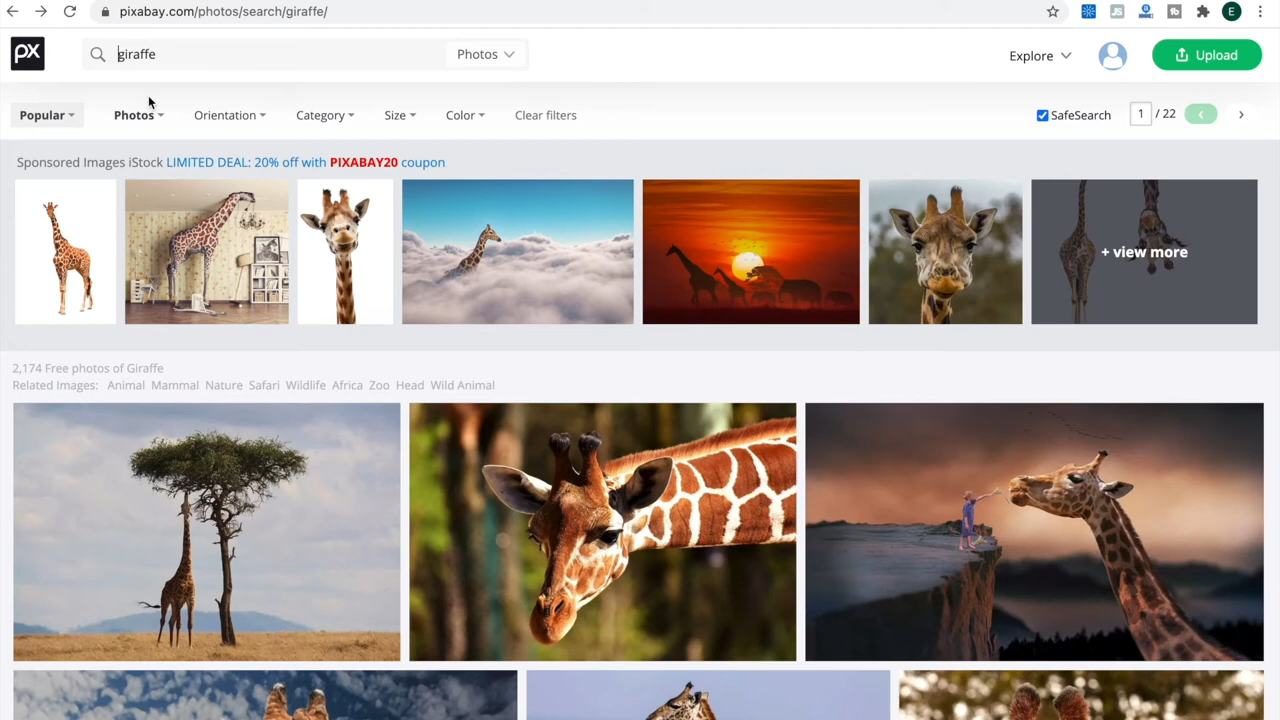 pixabay.com/photos/search/giraffe/
E
px
giraffe
Photos
Explore
Upload
Popular
Photos
Orientation
Category
Size
Color
Clear filters
SafeSearch
1 / 22
Sponsored Images iStock LIMITED DEAL: 20% off with PIXABAY20 coupon
+ view more
2,174 Free photos of Giraffe
Related Images: Animal Mammal Nature Safari Wildlife Africa Zoo Head Wild Animal